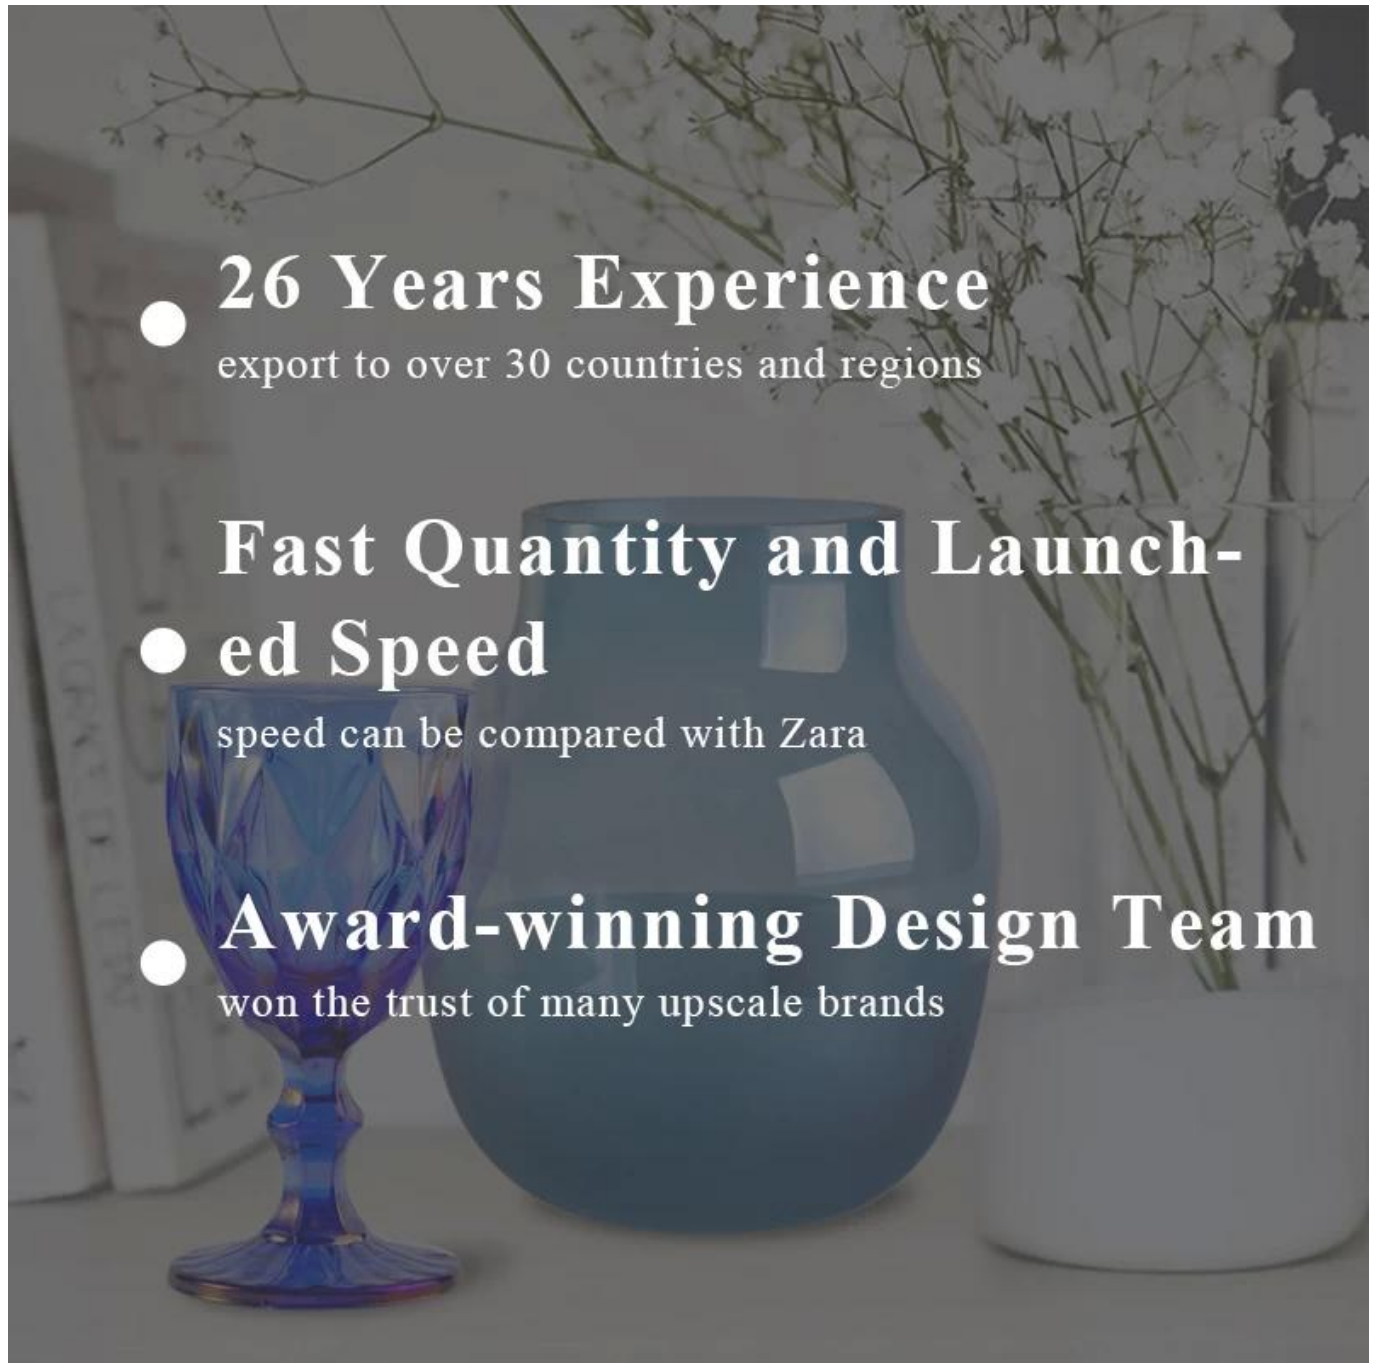 26 Years Experience
export to over 30 countries and regions
Fast Quantity and Launch-
ed Speed
speed can be compared with Zara
Award-winning Design Team
won the trust of many upscale brands